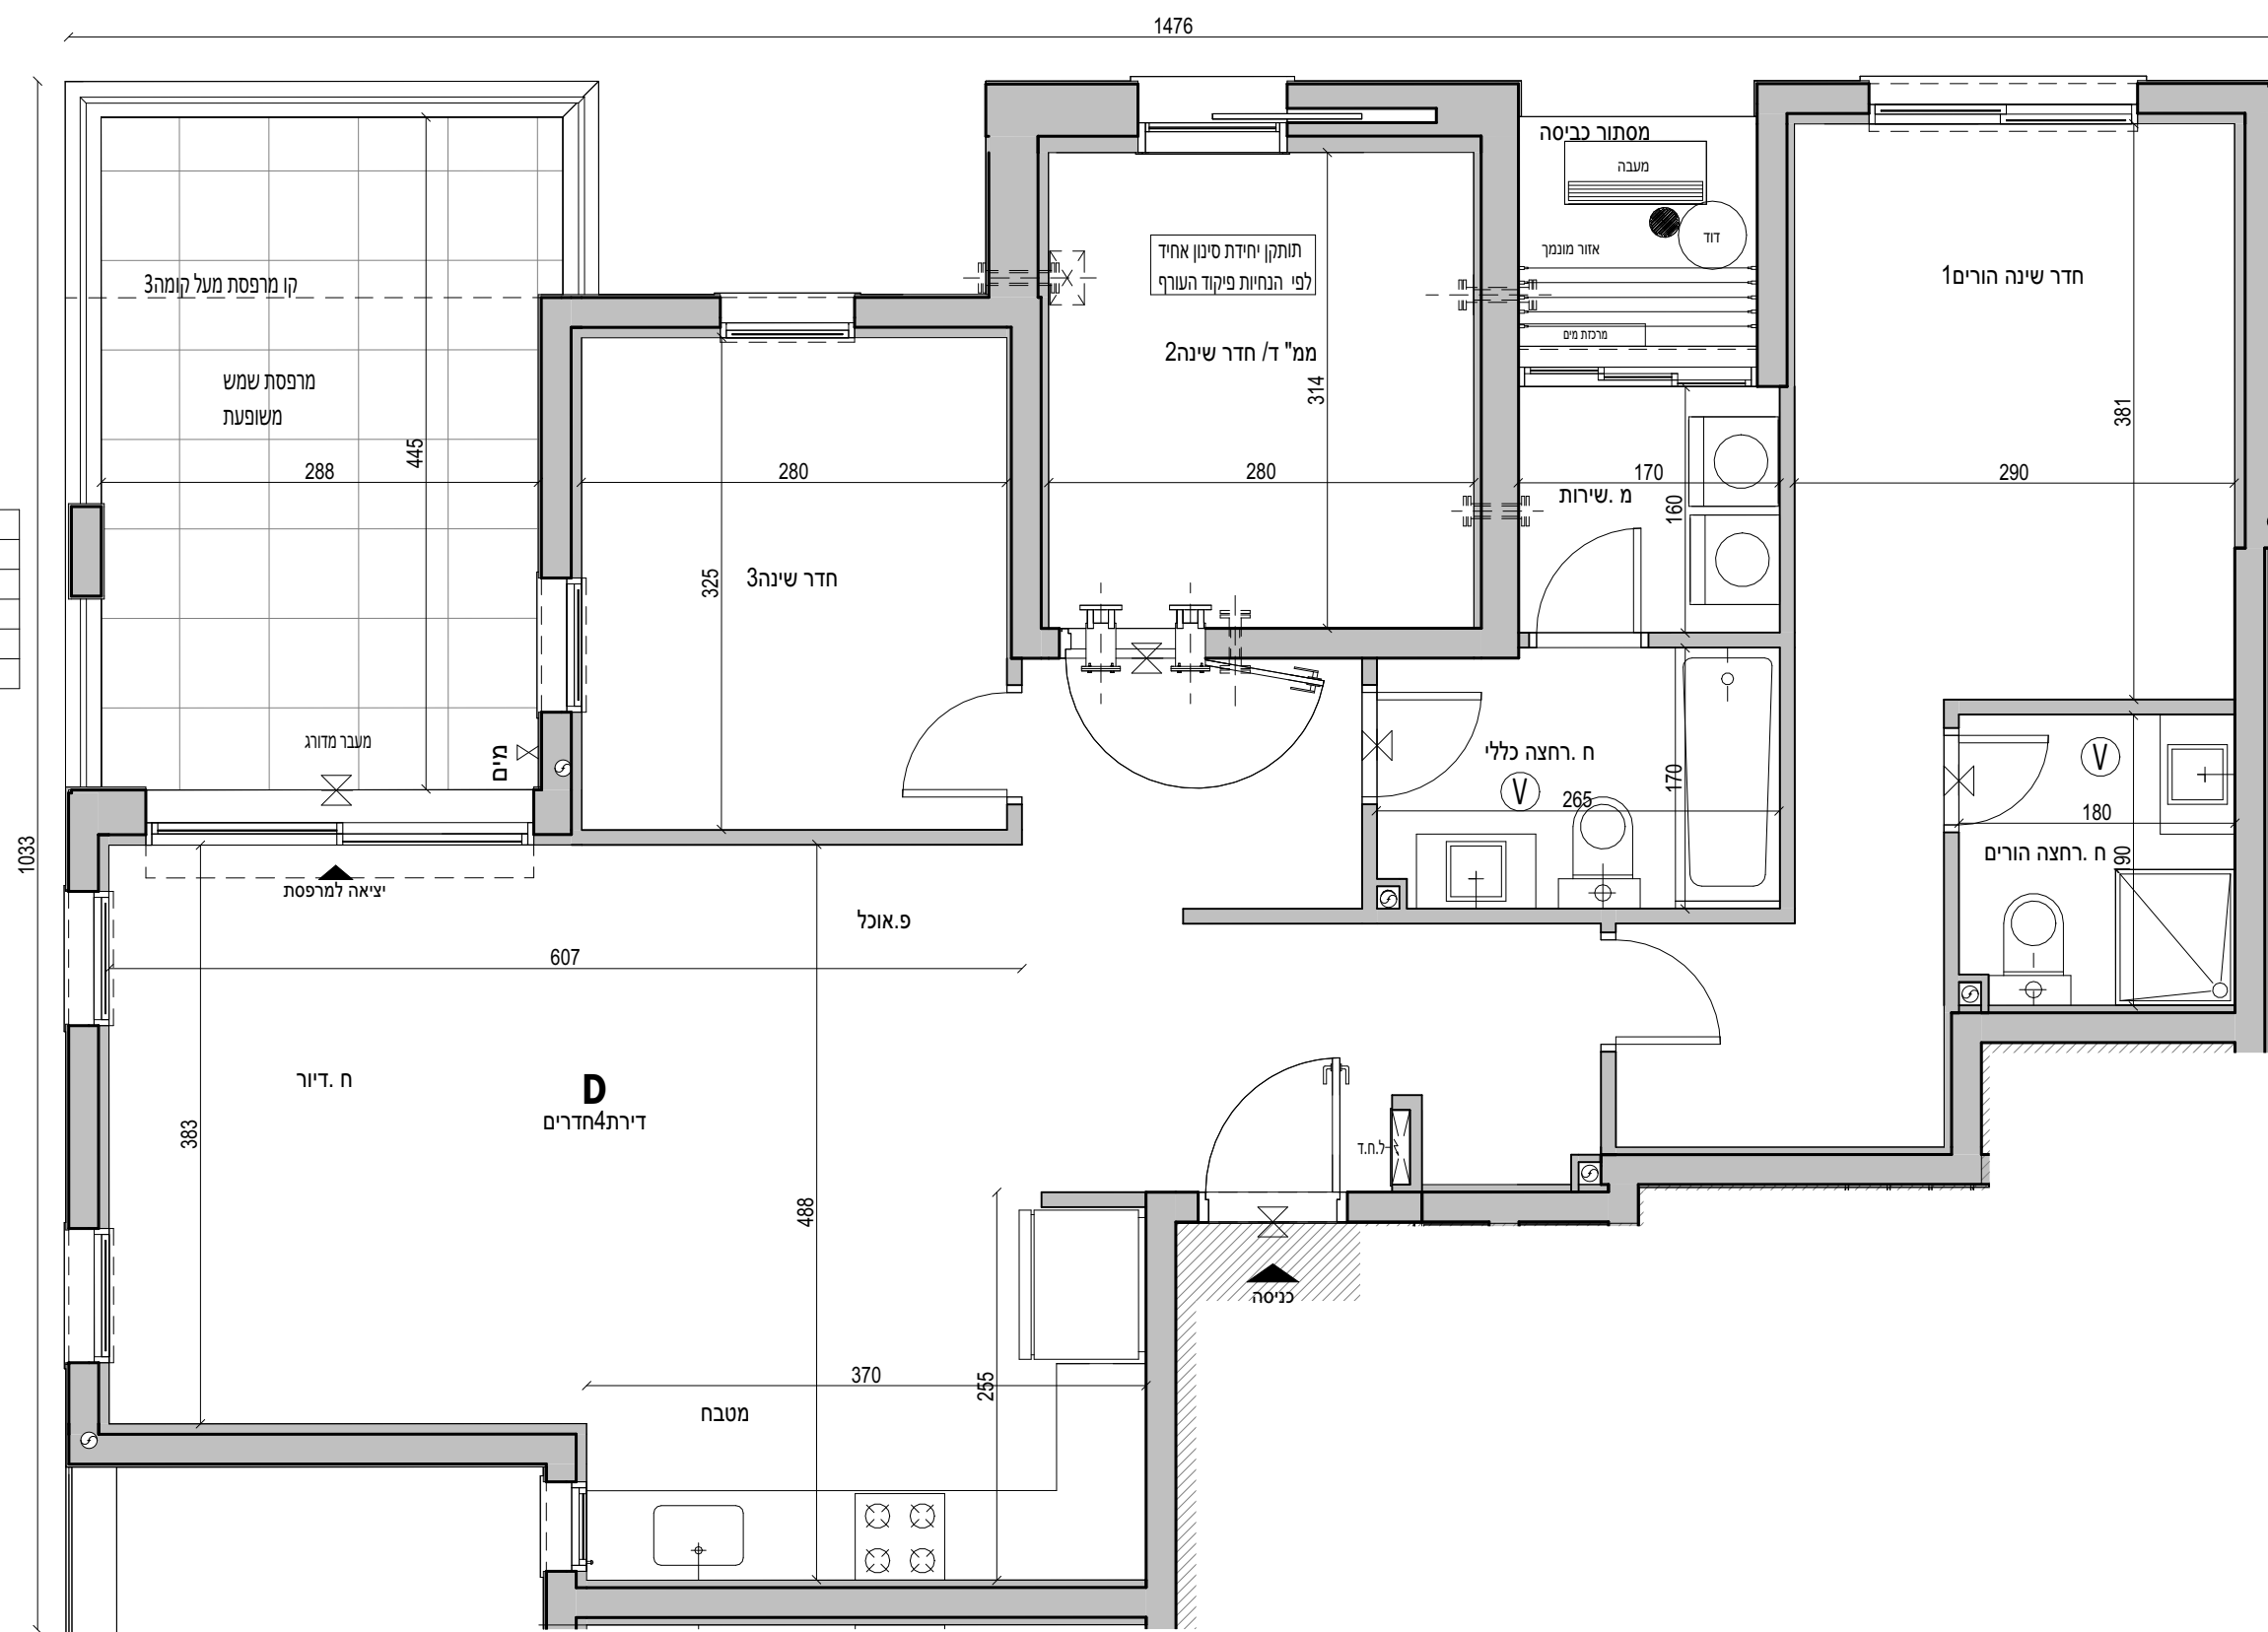 1476
מסתור כביסה
מעבה
דוד
אזור מונמך
מרכזת מים
תותקן יחידת סינון אחיד
לפי הנחיות פיקוד העורף
חדר שינה הורים1
קו מרפסת מעל קומה3
ממ"ד/ חדר שינה2
314
מרפסת שמש
משופעת
381
445
288
280
280
170
290
מ.שירות
160
חדר שינה3
325
מעבר מדורג
מים
ח.רחצה כללי
V
170
265
V
180
ח.רחצה הורים
190
1033
יציאה למרפסת
פ.אוכל
607
ח.דיור
D
דירת4חדרים
383
ל.ח.ד
488
כניסה
370
255
מטבח